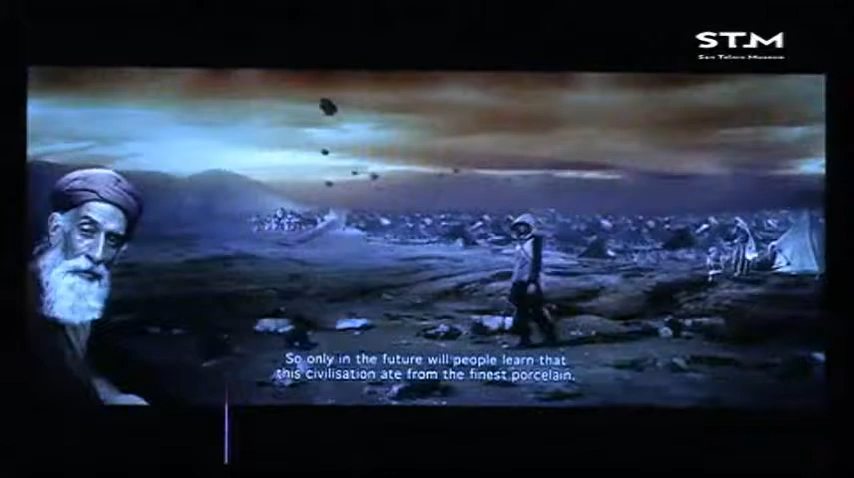 STM
San Telmo Museoa
So only in the future will people learn that
this civilisation ate from the finest porcelain.